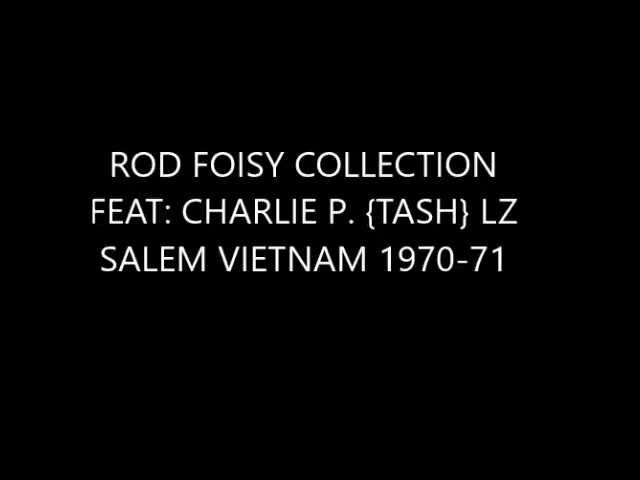 ROD FOISY COLLECTION
FEAT: CHARLIE P. {TASH} LZ
SALEM VIETNAM 1970-71